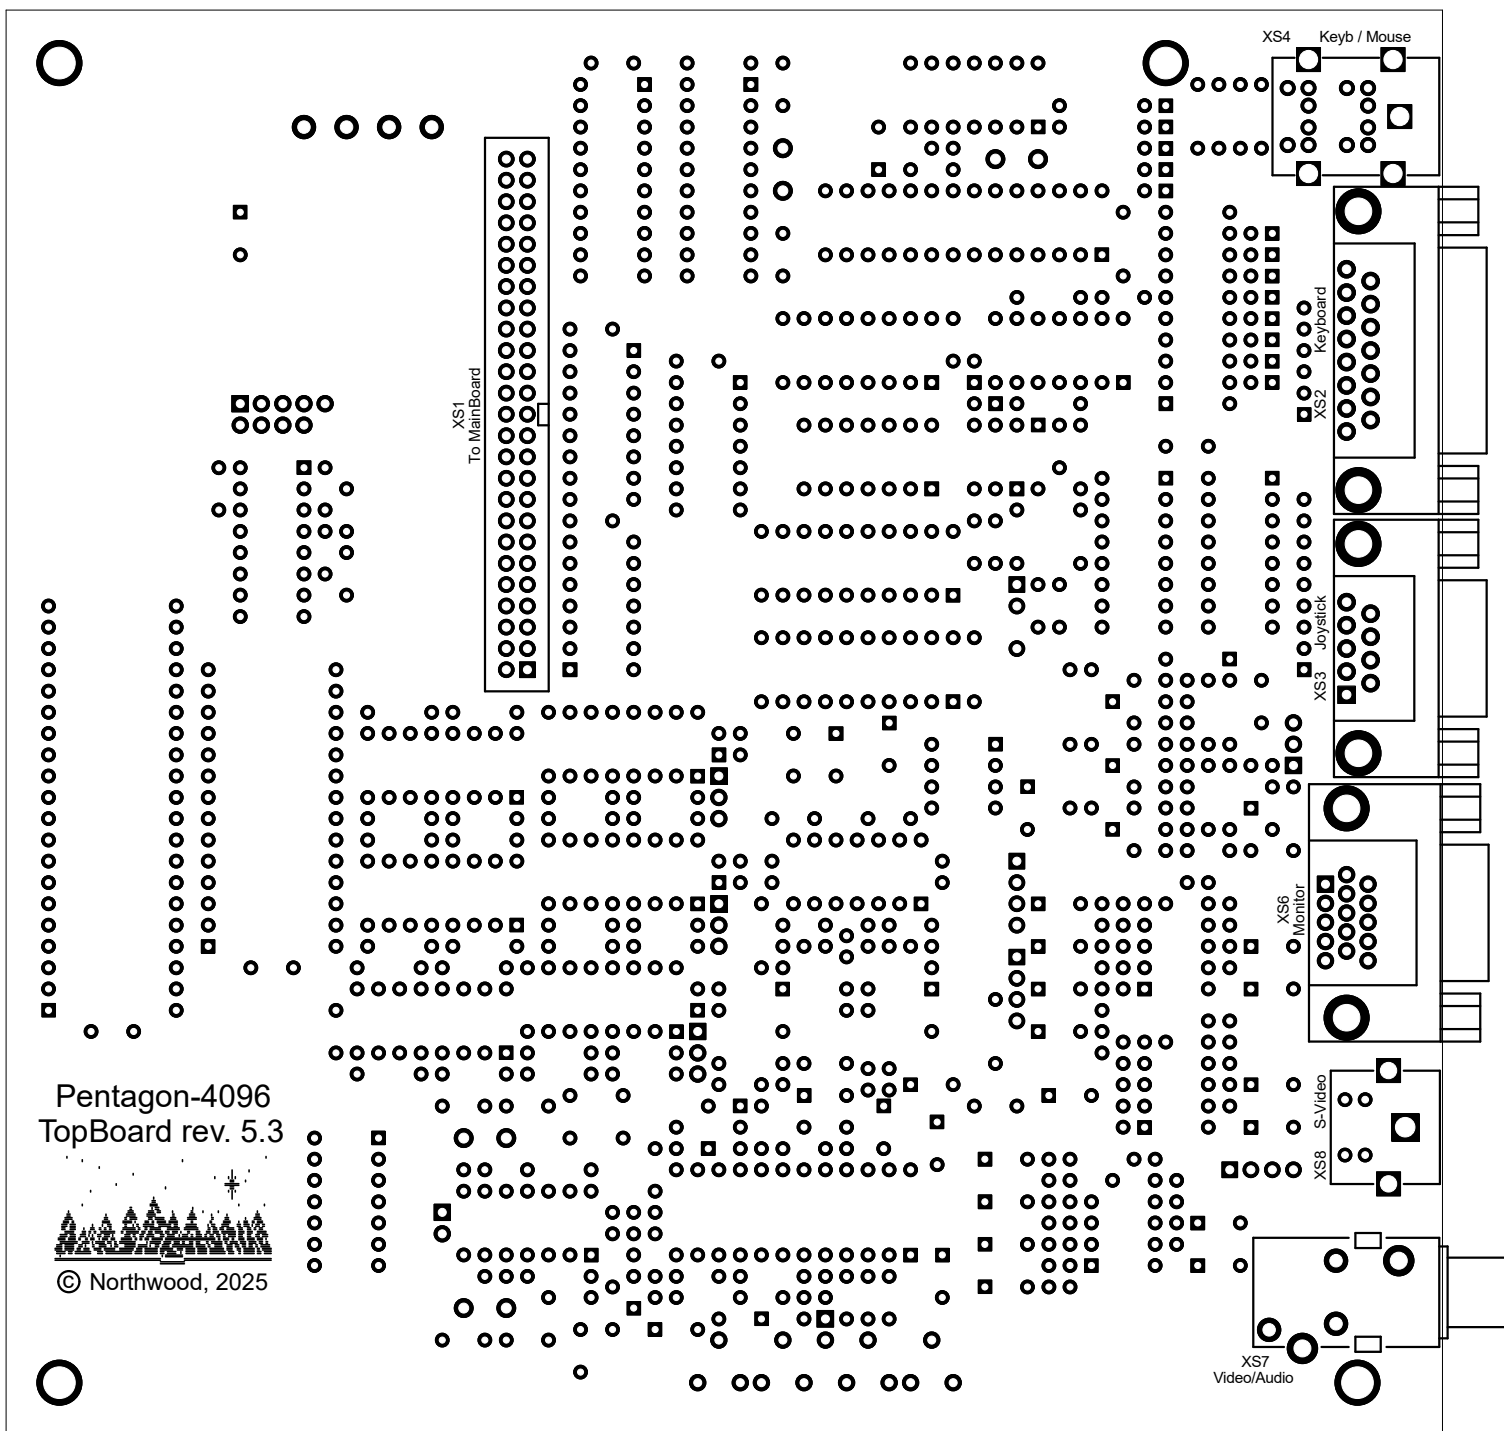 XS4 Keyb / Mouse
XS1
To MainBoard
XS2 Keyboard
XS3 Joystick
XS6
Monitor
Pentagon-4096
TopBoard rev. 5.3
© Northwood, 2025
XS8 S-Video
XS7
Video/Audio